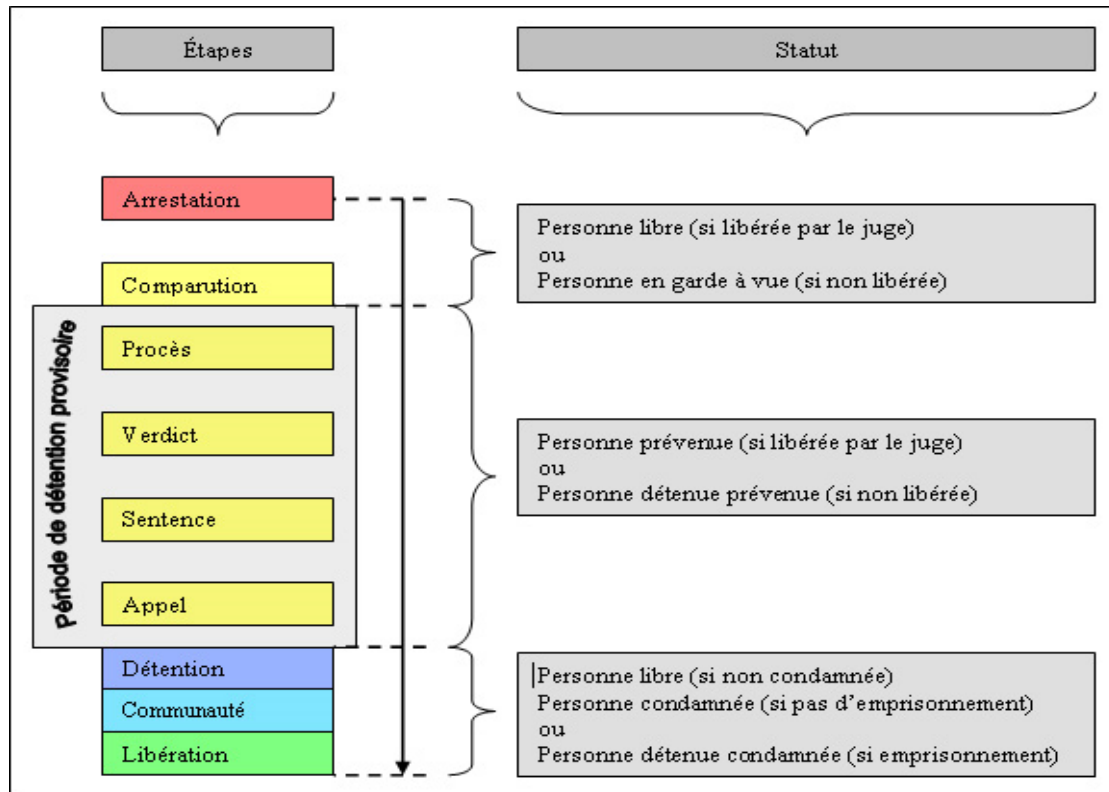 Étapes
Statut
Arrestation
Comparution
Période de détention provisoire
Procès
Verdict
Sentence
Appel
Détention
Communauté
Libération
Personne libre (si libérée par le juge)
ou
Personne en garde à vue (si non libérée)
Personne prévenue (si libérée par le juge)
ou
Personne détenue prévenue (si non libérée)
Personne libre (si non condamnée)
Personne condamnée (si pas d'emprisonnement)
ou
Personne détenue condamnée (si emprisonnement)